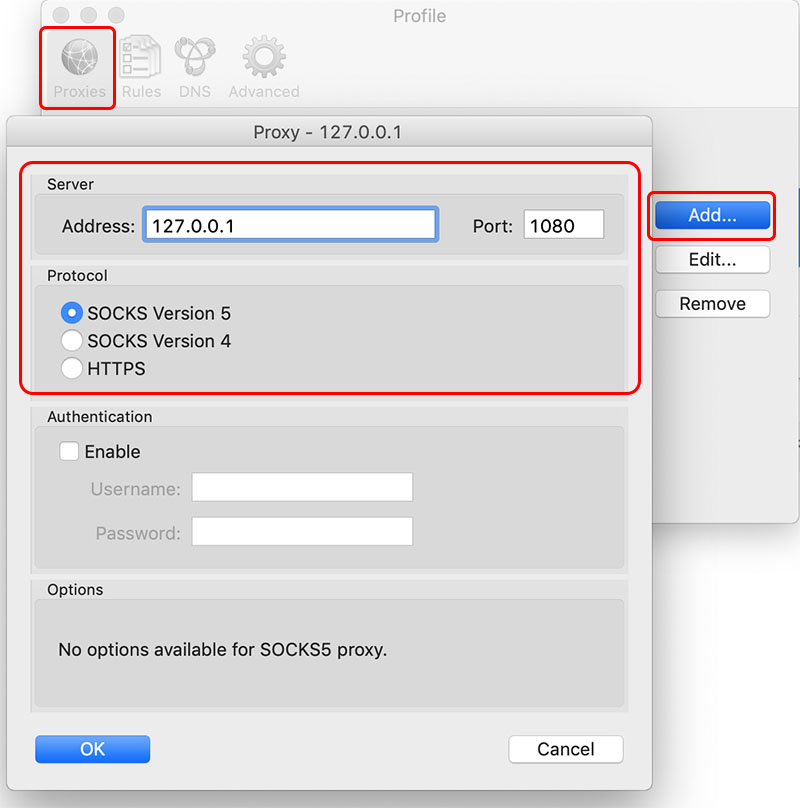 Profile
Proxies Rules DNS Advanced
Proxy - 127.0.0.1
Server
Address: 127.0.0.1 Port: 1080
Add...
Edit...
Remove
Protocol
SOCKS Version 5
SOCKS Version 4
HTTPS
Authentication
Enable
Username:
Password:
Options
No options available for SOCKS5 proxy.
OK Cancel